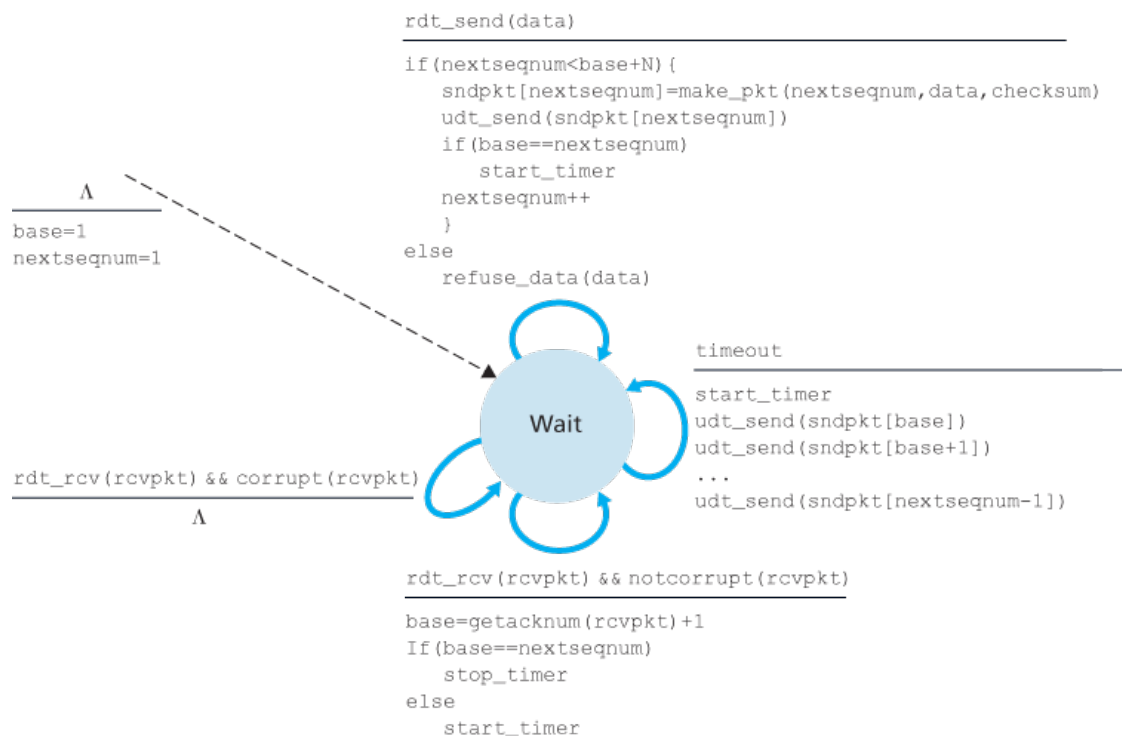 rdt_send(data)
if(nextseqnum<base+N){
sndpkt[nextseqnum]=make_pkt(nextseqnum,data,checksum)
udt_send(sndpkt[nextseqnum])
if(base==nextseqnum)
start_timer
nextseqnum++
}
else
refuse_data(data)
Λ
base=1
nextseqnum=1
Wait
timeout
start_timer
udt_send(sndpkt[base])
udt_send(sndpkt[base+1])
...
udt_send(sndpkt[nextseqnum-1])
rdt_rcv(rcvpkt) && corrupt(rcvpkt)
Λ
rdt_rcv(rcvpkt) && notcorrupt(rcvpkt)
base=getacknum(rcvpkt)+1
If(base==nextseqnum)
stop_timer
else
start_timer